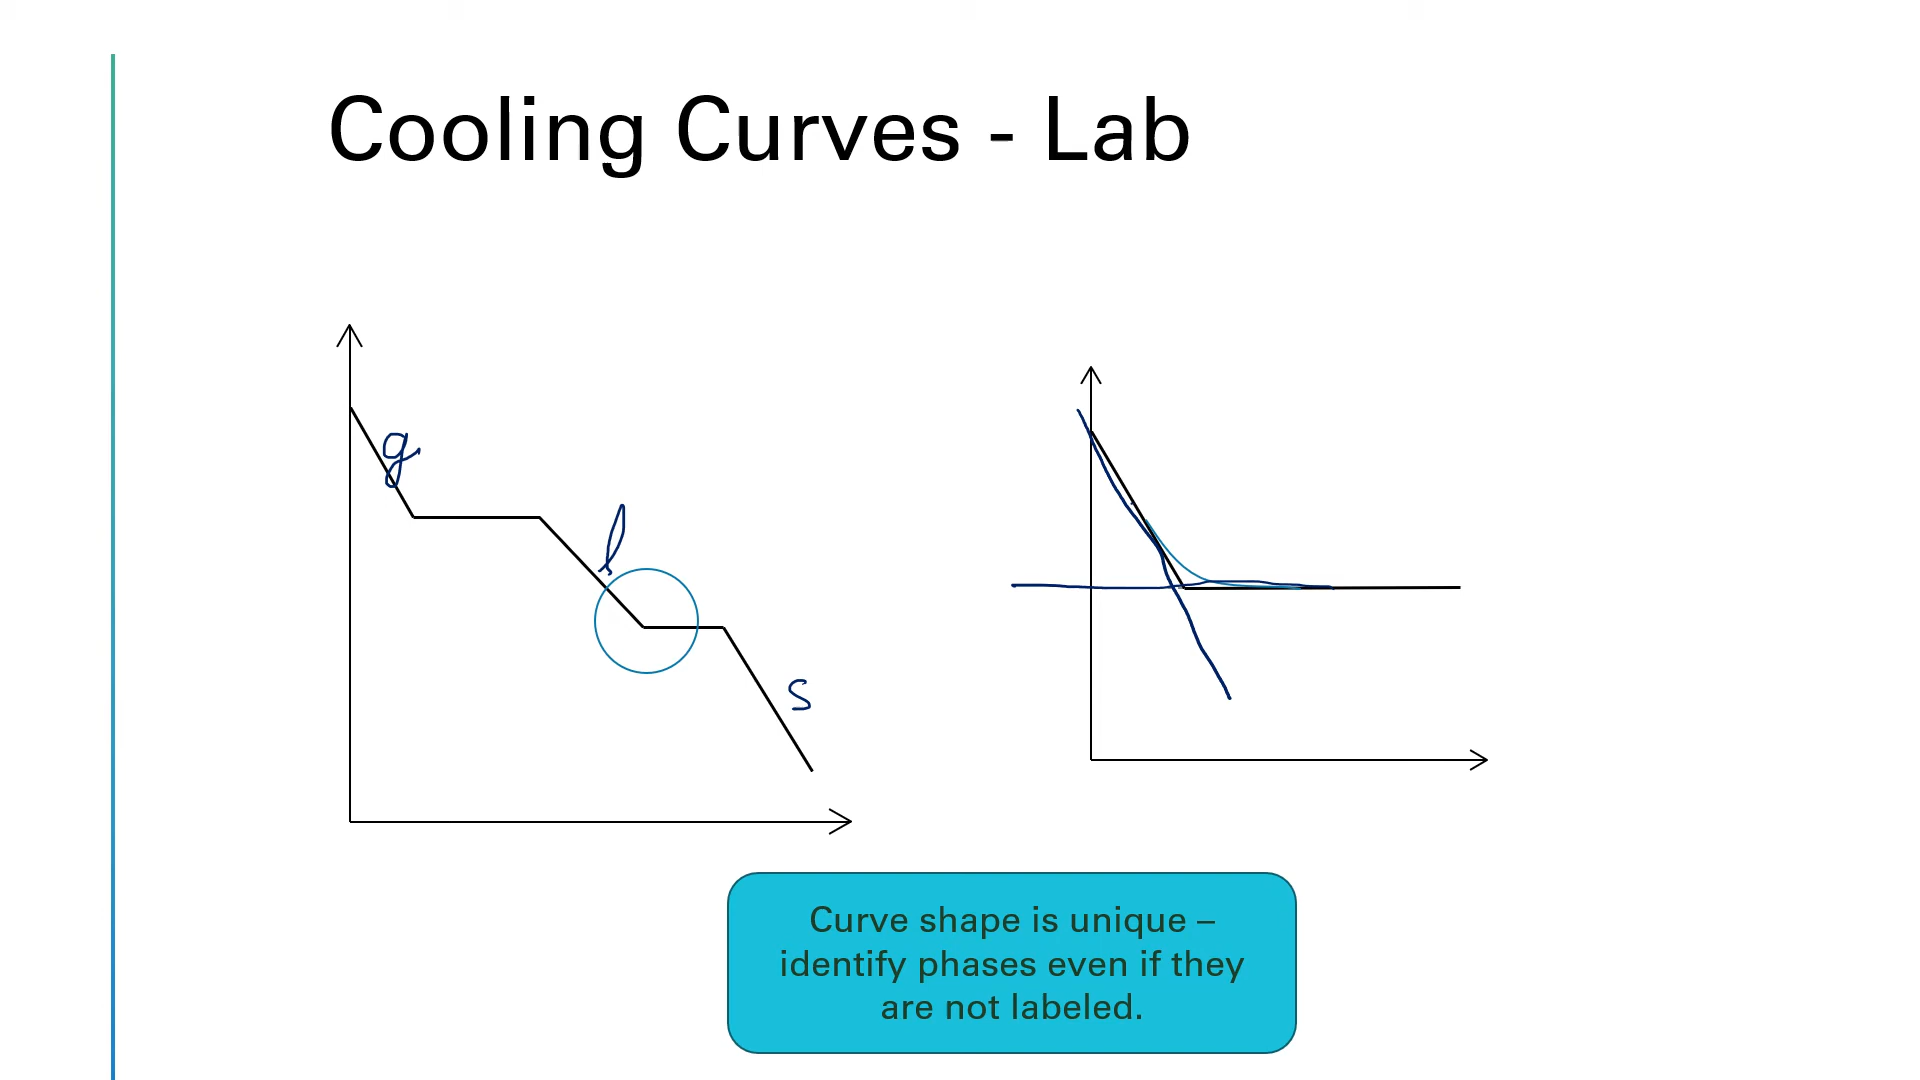 Cooling Curves - Lab
g
l
s
Curve shape is unique –
identify phases even if they
are not labeled.